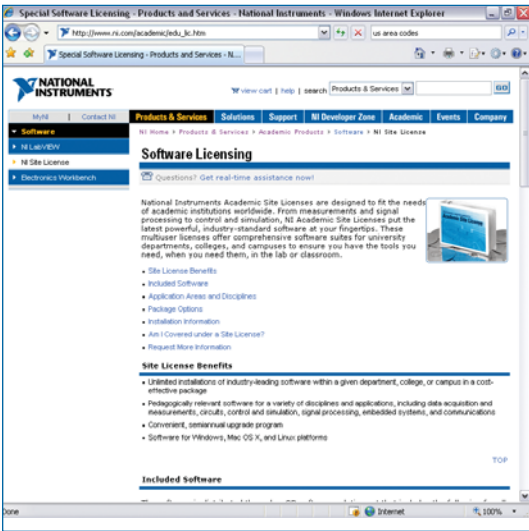 Special Software Licensing - Products and Services - National Instruments - Windows Internet Explorer
http://www.ni.com/academic/edu_lic.htm
us area codes
Special Software Licensing - Products and Services - N...
NATIONAL INSTRUMENTS
view cart | help | search Products & Services GO
MyNI | Contact NI
Products & Services Solutions Support NI Developer Zone Academic Events Company
Software
NI LabVIEW
NI Site License
Electronics Workbench
NI Home > Products & Services > Academic Products > Software > NI Site License
Software Licensing
Questions? Get real-time assistance now!
National Instruments Academic Site Licenses are designed to fit the needs
of academic institutions worldwide. From measurements and signal
processing to control and simulation, NI Academic Site Licenses put the
latest powerful, industry-standard software at your fingertips. These
multiuser licenses offer comprehensive software suites for university
departments, colleges, and campuses to ensure you have the tools you
need, when you need them, in the lab or classroom.
• Site License Benefits
• Included Software
• Application Areas and Disciplines
• Package Options
• Installation Information
• Am I Covered under a Site License?
• Request More Information
Site License Benefits
• Unlimited installations of industry-leading software within a given department, college, or campus in a cost-
effective package
• Pedagogically relevant software for a variety of disciplines and applications, including data acquisition and
measurements, circuits, control and simulation, signal processing, embedded systems, and communications
• Convenient, semiannual upgrade program
• Software for Windows, Mac OS X, and Linux platforms
TOP
Included Software
Done
Internet
100%